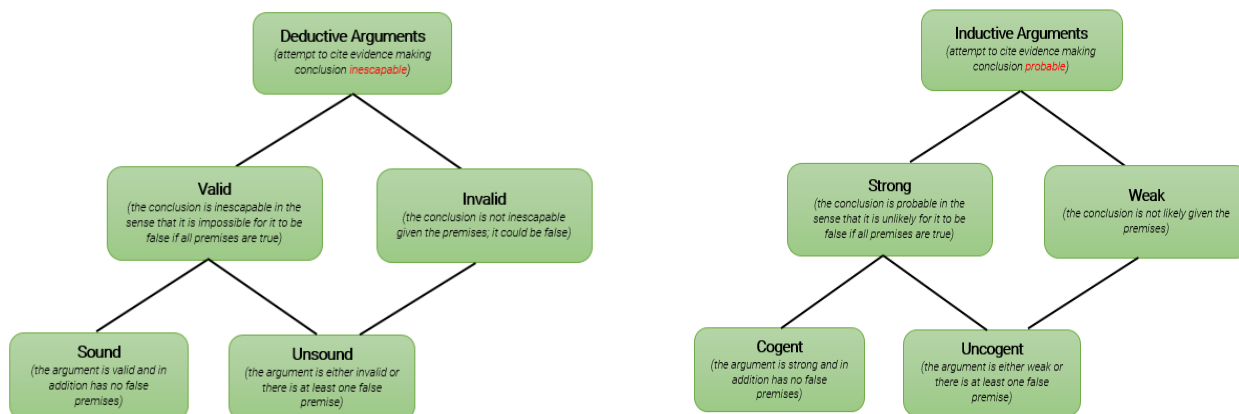 Deductive Arguments
(attempt to cite evidence making
conclusion inescapable)
Inductive Arguments
(attempt to cite evidence making
conclusion probable)
Valid
(the conclusion is inescapable in the
sense that it is impossible for it to be
false if all premises are true)
Invalid
(the conclusion is not inescapable
given the premises; it could be false)
Strong
(the conclusion is probable in the
sense that it is unlikely for it to be
false if all premises are true)
Weak
(the conclusion is not likely given the
premises)
Sound
(the argument is valid and in
addition has no false
premises)
Unsound
(the argument is either invalid or
there is at least one false
premise)
Cogent
(the argument is strong and in
addition has no false
premises)
Uncogent
(the argument is either weak or
there is at least one false
premise)